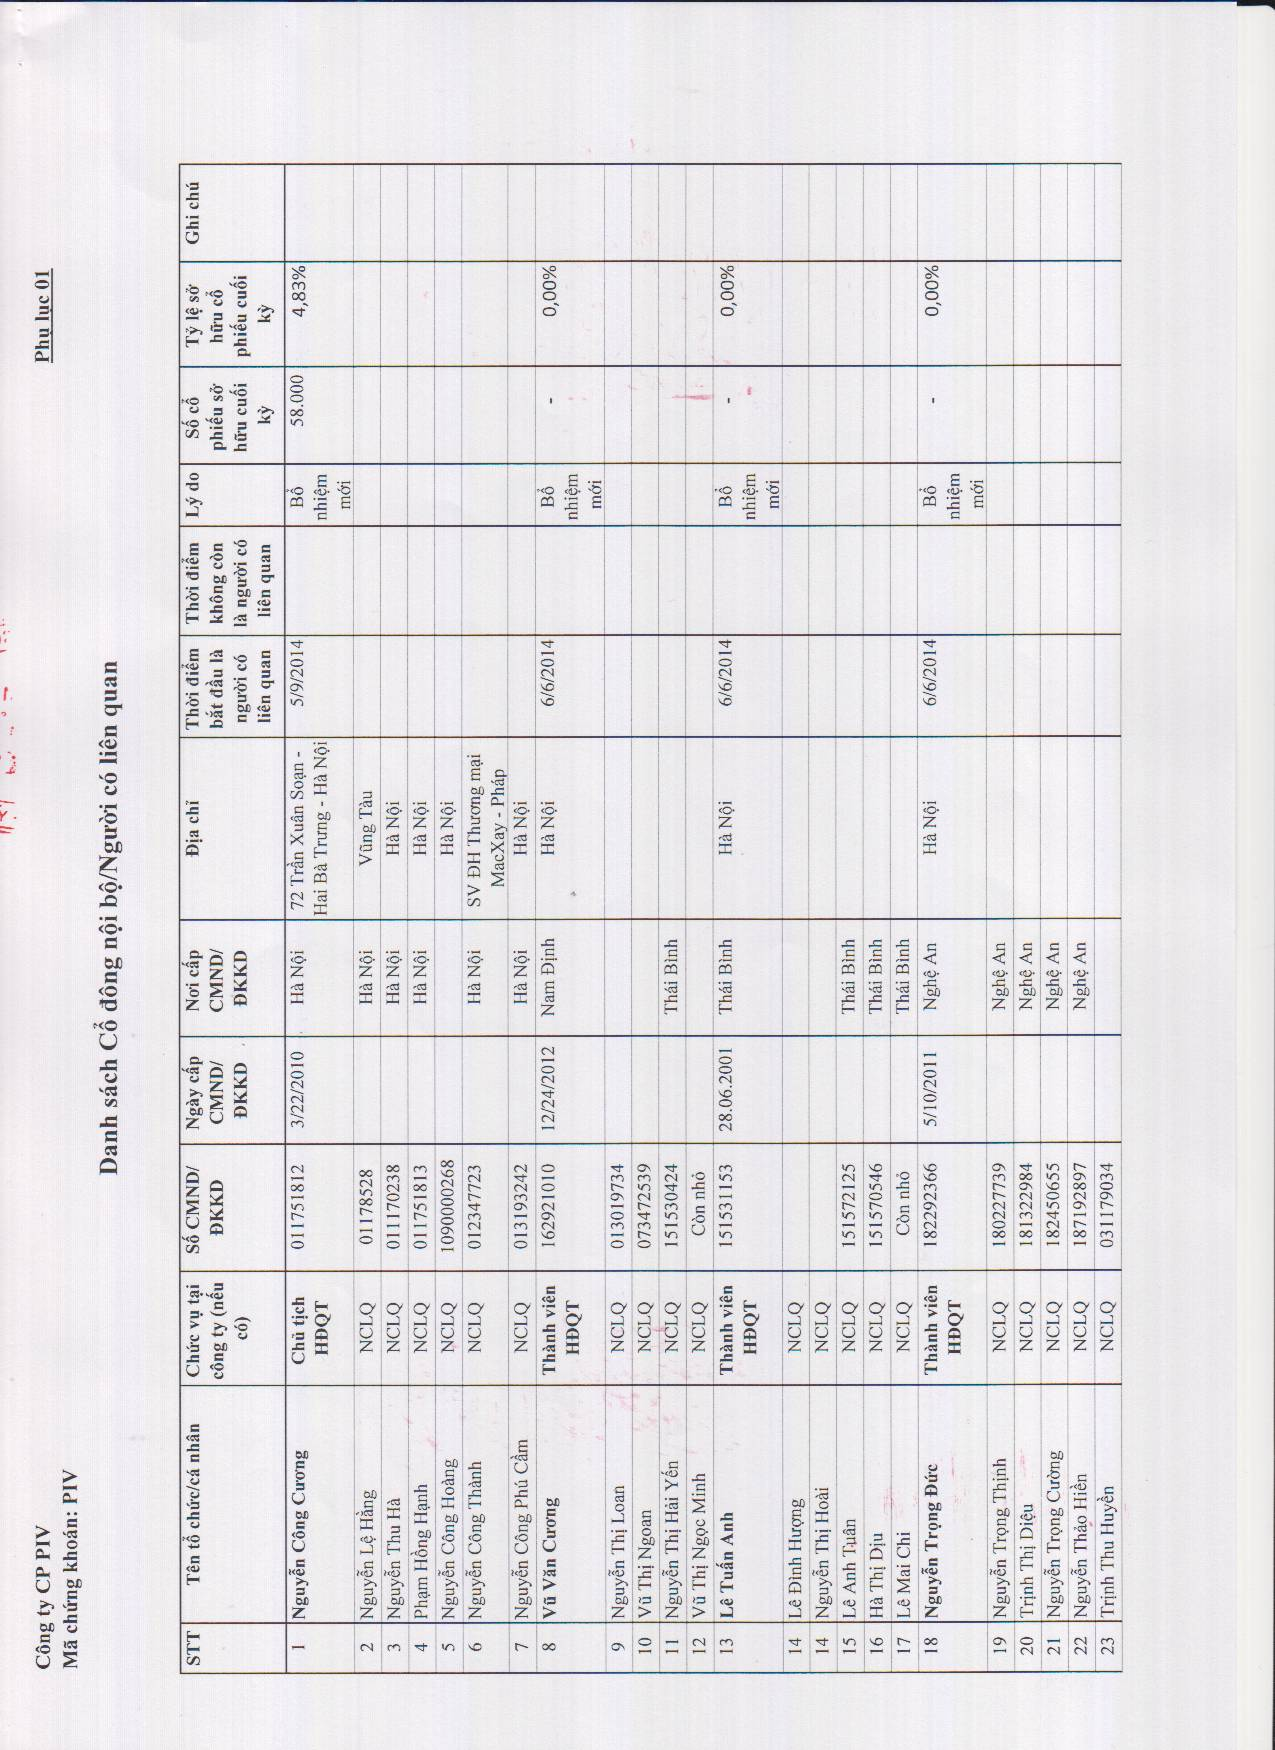 Công ty CP PIV
Mã chứng khoán: PIV
Phụ lục 01
Danh sách Cổ đông nội bộ/Người có liên quan
STT | Tên tổ chức/cá nhân | Chức vụ tại công ty (nếu có) | Số CMND/ĐKKD | Ngày cấp CMND/ĐKKD | Nơi cấp CMND/ĐKKD | Địa chỉ | Thời điểm bắt đầu là người có liên quan | Thời điểm không còn là người có liên quan | Lý do | Số cổ phiếu sở hữu cuối kỳ | Tỷ lệ sở hữu cổ phiếu cuối kỳ | Ghi chú
1 Nguyễn Công Cương Chủ tịch HĐQT 011751812 3/22/2010 Hà Nội 72 Trần Xuân Soạn - Hai Bà Trưng - Hà Nội 5/9/2014 Bổ nhiệm mới 58.000 4,83%
2 Nguyễn Lệ Hằng NCLQ 01178528 Hà Nội Vũng Tàu
3 Nguyễn Thu Hà NCLQ 011170238 Hà Nội Hà Nội
4 Phạm Hồng Hạnh NCLQ 011751813 Hà Nội Hà Nội
5 Nguyễn Công Hoàng NCLQ 1090000268 Hà Nội
6 Nguyễn Công Thành NCLQ 012347723 Hà Nội SV ĐH Thương mại MacXay - Pháp
7 Nguyễn Công Phú Cầm NCLQ 013193242 Hà Nội Hà Nội
8 Vũ Văn Cương Thành viên HĐQT 162921010 12/24/2012 Nam Định Hà Nội 6/6/2014 Bổ nhiệm mới - 0,00%
9 Nguyễn Thị Loan NCLQ 013019734
10 Vũ Thị Ngoan NCLQ 073472539
11 Nguyễn Thị Hải Yến NCLQ 151530424 Thái Bình
12 Vũ Thị Ngọc Minh NCLQ Còn nhỏ
13 Lê Tuấn Anh Thành viên HĐQT 151531153 28.06.2001 Thái Bình Hà Nội 6/6/2014 Bổ nhiệm mới - 0,00%
14 Lê Đình Hượng NCLQ
14 Nguyễn Thị Hoài NCLQ
15 Lê Anh Tuân NCLQ 151572125 Thái Bình
16 Hà Thị Dịu NCLQ 151570546 Thái Bình
17 Lê Mai Chi NCLQ Còn nhỏ Thái Bình
18 Nguyễn Trọng Đức Thành viên HĐQT 182292366 5/10/2011 Nghệ An Hà Nội 6/6/2014 Bổ nhiệm mới - 0,00%
19 Nguyễn Trọng Thịnh NCLQ 180227739 Nghệ An
20 Trịnh Thị Diệu NCLQ 181322984 Nghệ An
21 Nguyễn Trọng Cường NCLQ 182450655 Nghệ An
22 Nguyễn Thảo Hiền NCLQ 187192897 Nghệ An
23 Trịnh Thu Huyền NCLQ 031179034